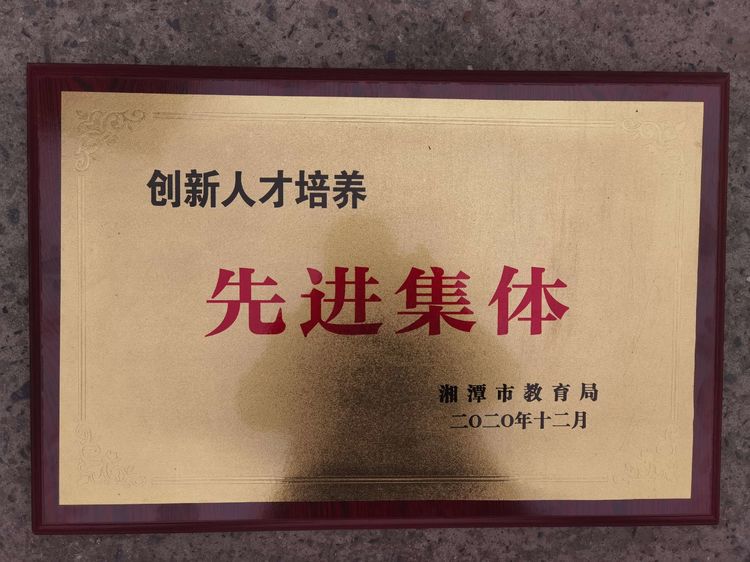 创新人才培养
先进集体
湘潭市教育局
二〇二〇年十二月